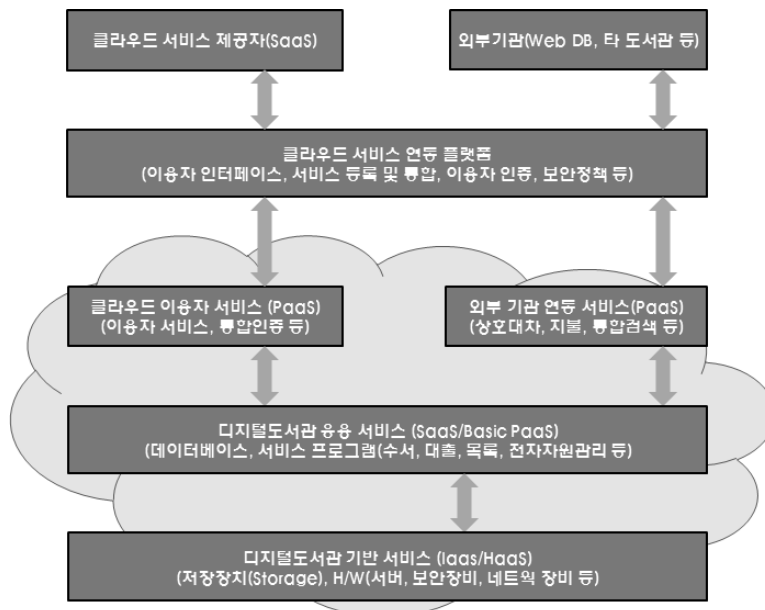 클라우드 서비스 제공자(SaaS)
외부기관(Web DB, 타 도서관 등)
클라우드 서비스 연동 플랫폼
(이용자 인터페이스, 서비스 등록 및 통합, 이용자 인증, 보안정책 등)
클라우드 이용자 서비스 (PaaS)
(이용자 서비스, 통합인증 등)
외부 기관 연동 서비스(PaaS)
(상호대차, 지불, 통합검색 등)
디지털도서관 응용 서비스 (SaaS/Basic PaaS)
(데이터베이스, 서비스 프로그램(수서, 대출, 목록, 전자자원관리 등)
디지털도서관 기반 서비스 (Iaas/HaaS)
(저장장치(Storage), H/W(서버, 보안장비, 네트웍 장비 등)